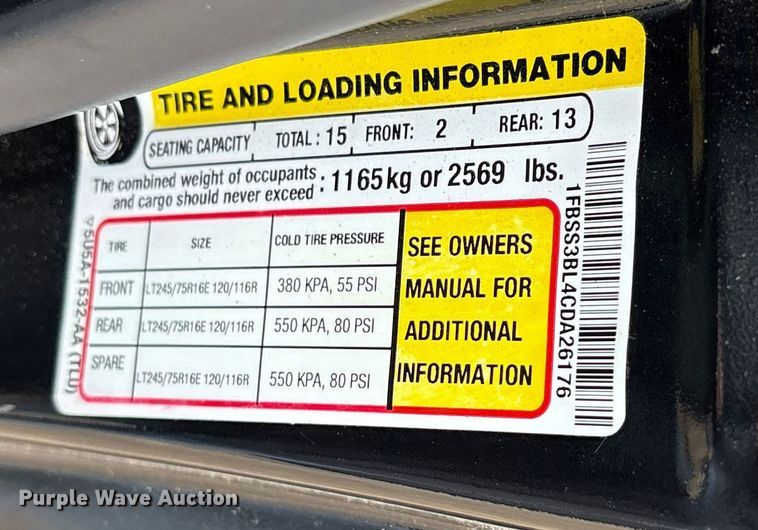 TIRE AND LOADING INFORMATION
SEATING CAPACITY TOTAL : 15 FRONT: 2 REAR: 13
The combined weight of occupants
and cargo should never exceed : 1165kg or 2569 lbs.
TIRE SIZE COLD TIRE PRESSURE
FRONT LT245/75R16E 120/116R 380 KPA, 55 PSI
REAR LT245/75R16E 120/116R 550 KPA, 80 PSI
SPARE LT245/75R16E 120/116R 550 KPA, 80 PSI
SEE OWNERS
MANUAL FOR
ADDITIONAL
INFORMATION
1FBSS3BL4CDA26176
5U5A-1532-AA (TLU)
Purple Wave Auction